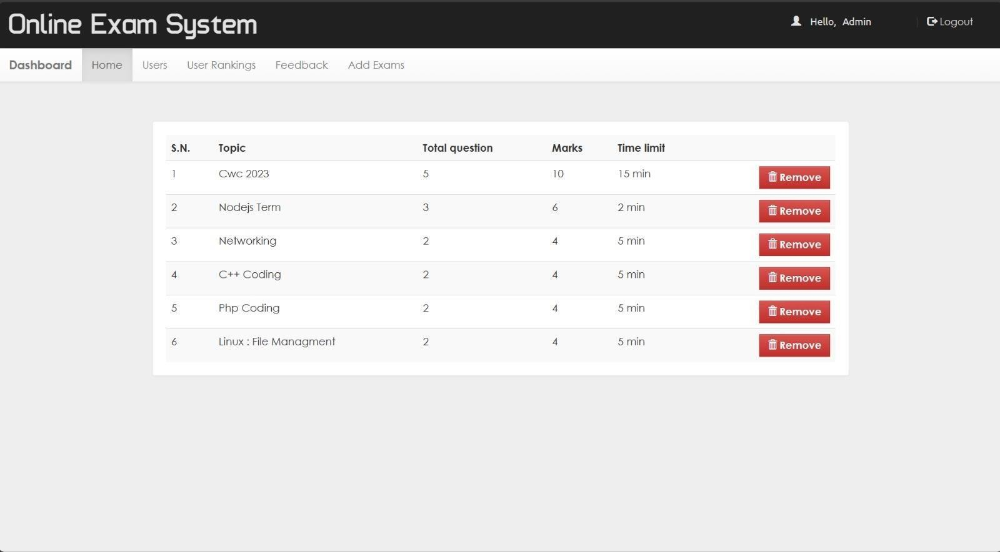 Online Exam System
Hello, Admin
Logout
Dashboard Home Users User Rankings Feedback Add Exams
S.N. Topic Total question Marks Time limit
1 Cwc 2023 5 10 15 min Remove
2 Nodejs Term 3 6 2 min Remove
3 Networking 2 4 5 min Remove
4 C++ Coding 2 4 5 min Remove
5 Php Coding 2 4 5 min Remove
6 Linux : File Managment 2 4 5 min Remove